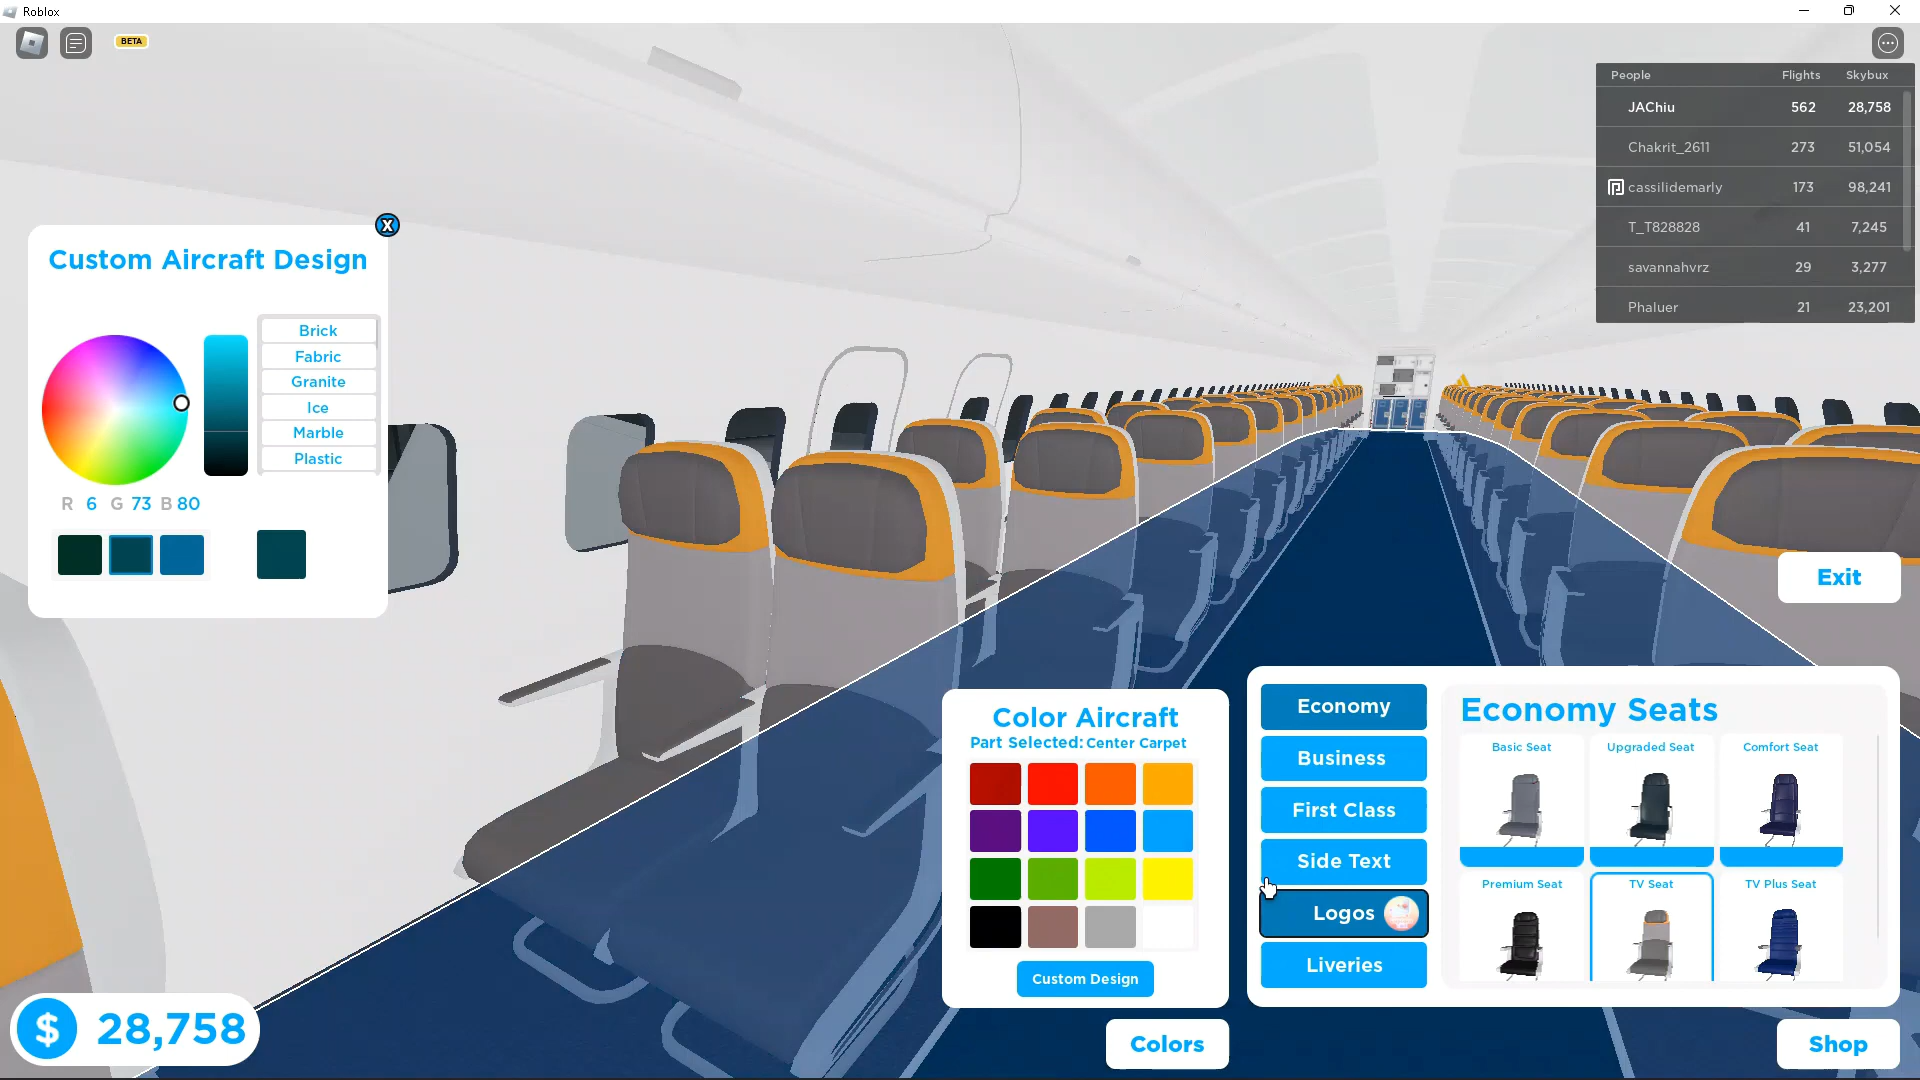 Roblox
BETA
People Flights Skybux
JAChiu 562 28,758
Chakrit_2611 273 51,054
cassilidemarly 173 98,241
T_T828828 41 7,245
savannahvrz 29 3,277
Phaluer 21 23,201
X
Custom Aircraft Design
Brick
Fabric
Granite
Ice
Marble
Plastic
R 6 G 73 B 80
Exit
Color Aircraft
Part Selected: Center Carpet
Custom Design
Economy
Business
First Class
Side Text
Logos
Liveries
Economy Seats
Basic Seat Upgraded Seat Comfort Seat
Premium Seat TV Seat TV Plus Seat
$ 28,758
Colors
Shop